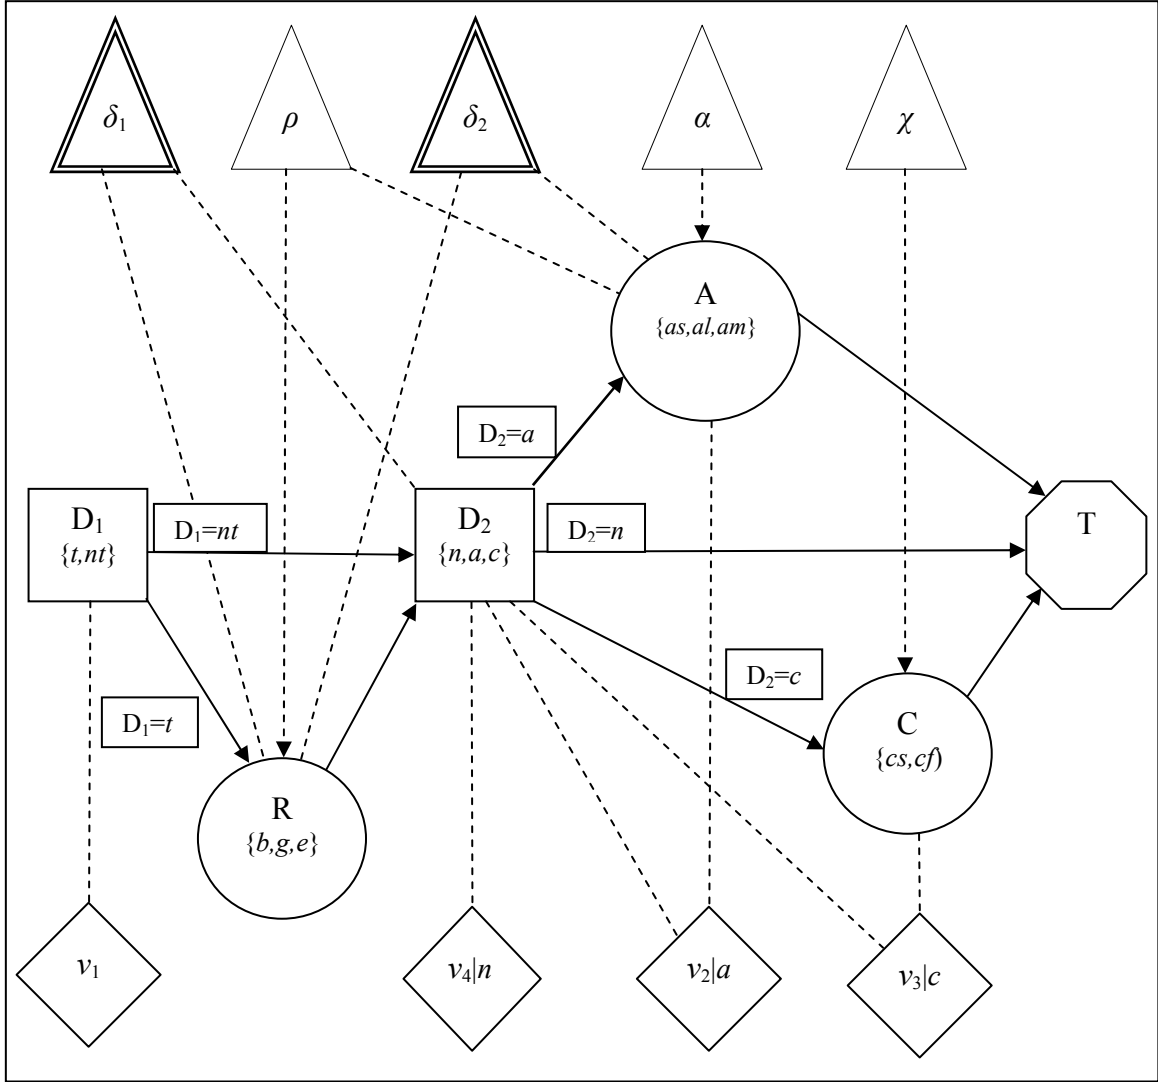 δ1
ρ
δ2
α
χ
A
{as,al,am}
D2=a
D1
{t,nt}
D1=nt
D2
{n,a,c}
D2=n
T
D2=c
D1=t
C
{cs,cf)
R
{b,g,e}
v1
v4|n
v2|a
v3|c